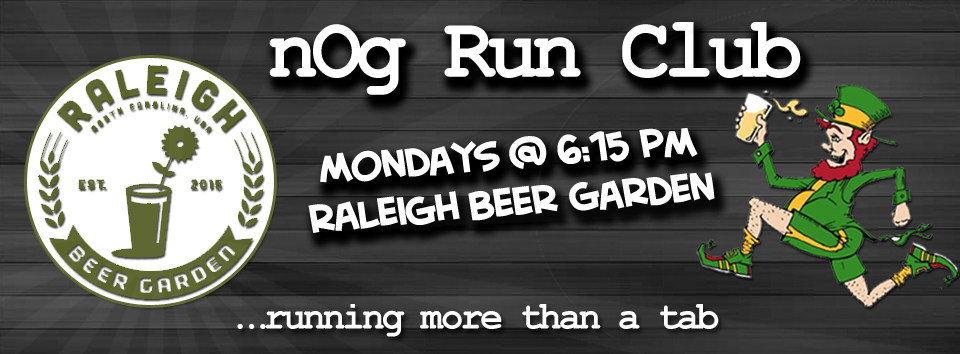 nOg Run Club
RALEIGH
NORTH CAROLINA, USA
EST. 2015
BEER GARDEN
MONDAYS @ 6:15 PM
RALEIGH BEER GARDEN
...running more than a tab